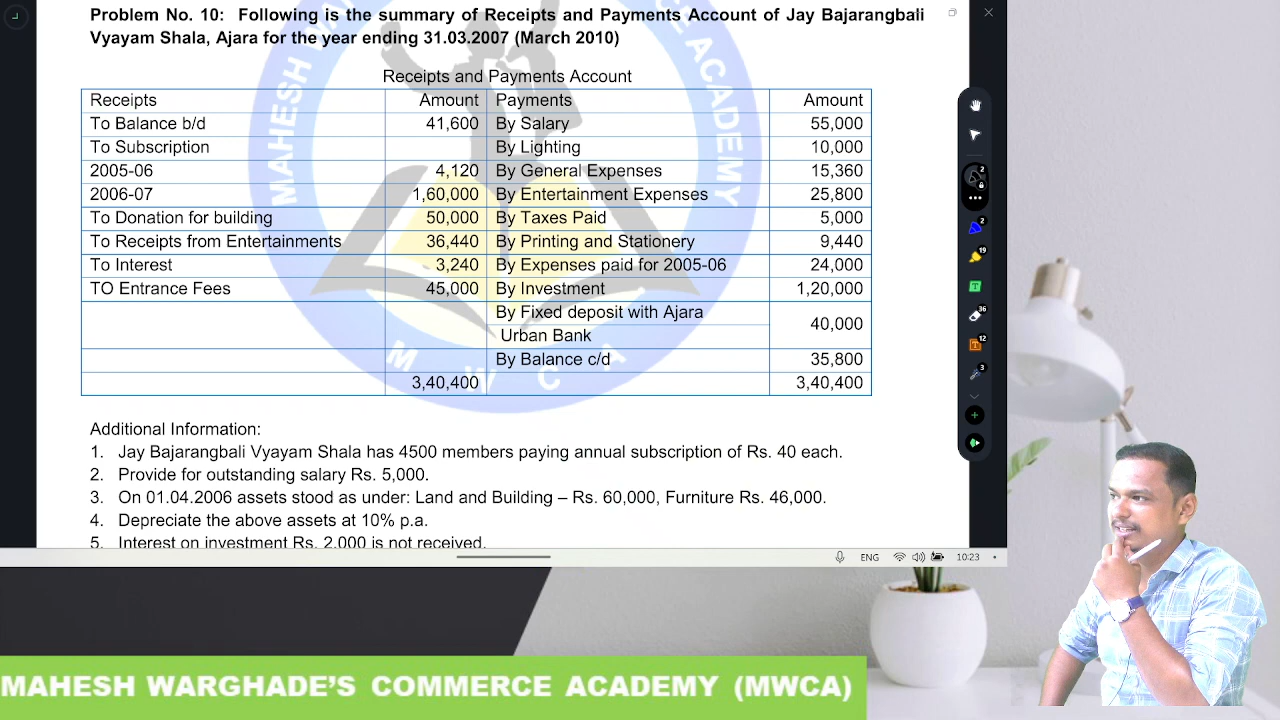 Problem No. 10: Following is the summary of Receipts and Payments Account of Jay Bajarangbali
Vyayam Shala, Ajara for the year ending 31.03.2007 (March 2010)
Receipts and Payments Account
Receipts Amount Payments Amount
To Balance b/d 41,600 By Salary 55,000
To Subscription By Lighting 10,000
2005-06 4,120 By General Expenses 15,360
2006-07 1,60,000 By Entertainment Expenses 25,800
To Donation for building 50,000 By Taxes Paid 5,000
To Receipts from Entertainments 36,440 By Printing and Stationery 9,440
To Interest 3,240 By Expenses paid for 2005-06 24,000
TO Entrance Fees 45,000 By Investment 1,20,000
By Fixed deposit with Ajara
Urban Bank 40,000
By Balance c/d 35,800
3,40,400 3,40,400
Additional Information:
1. Jay Bajarangbali Vyayam Shala has 4500 members paying annual subscription of Rs. 40 each.
2. Provide for outstanding salary Rs. 5,000.
3. On 01.04.2006 assets stood as under: Land and Building – Rs. 60,000, Furniture Rs. 46,000.
4. Depreciate the above assets at 10% p.a.
5. Interest on investment Rs. 2,000 is not received.
ENG 10:23
MAHESH WARGHADE'S COMMERCE ACADEMY (MWCA)
MAHESH
ACADEMY
M W C A
2
2
19
T
36
12
3